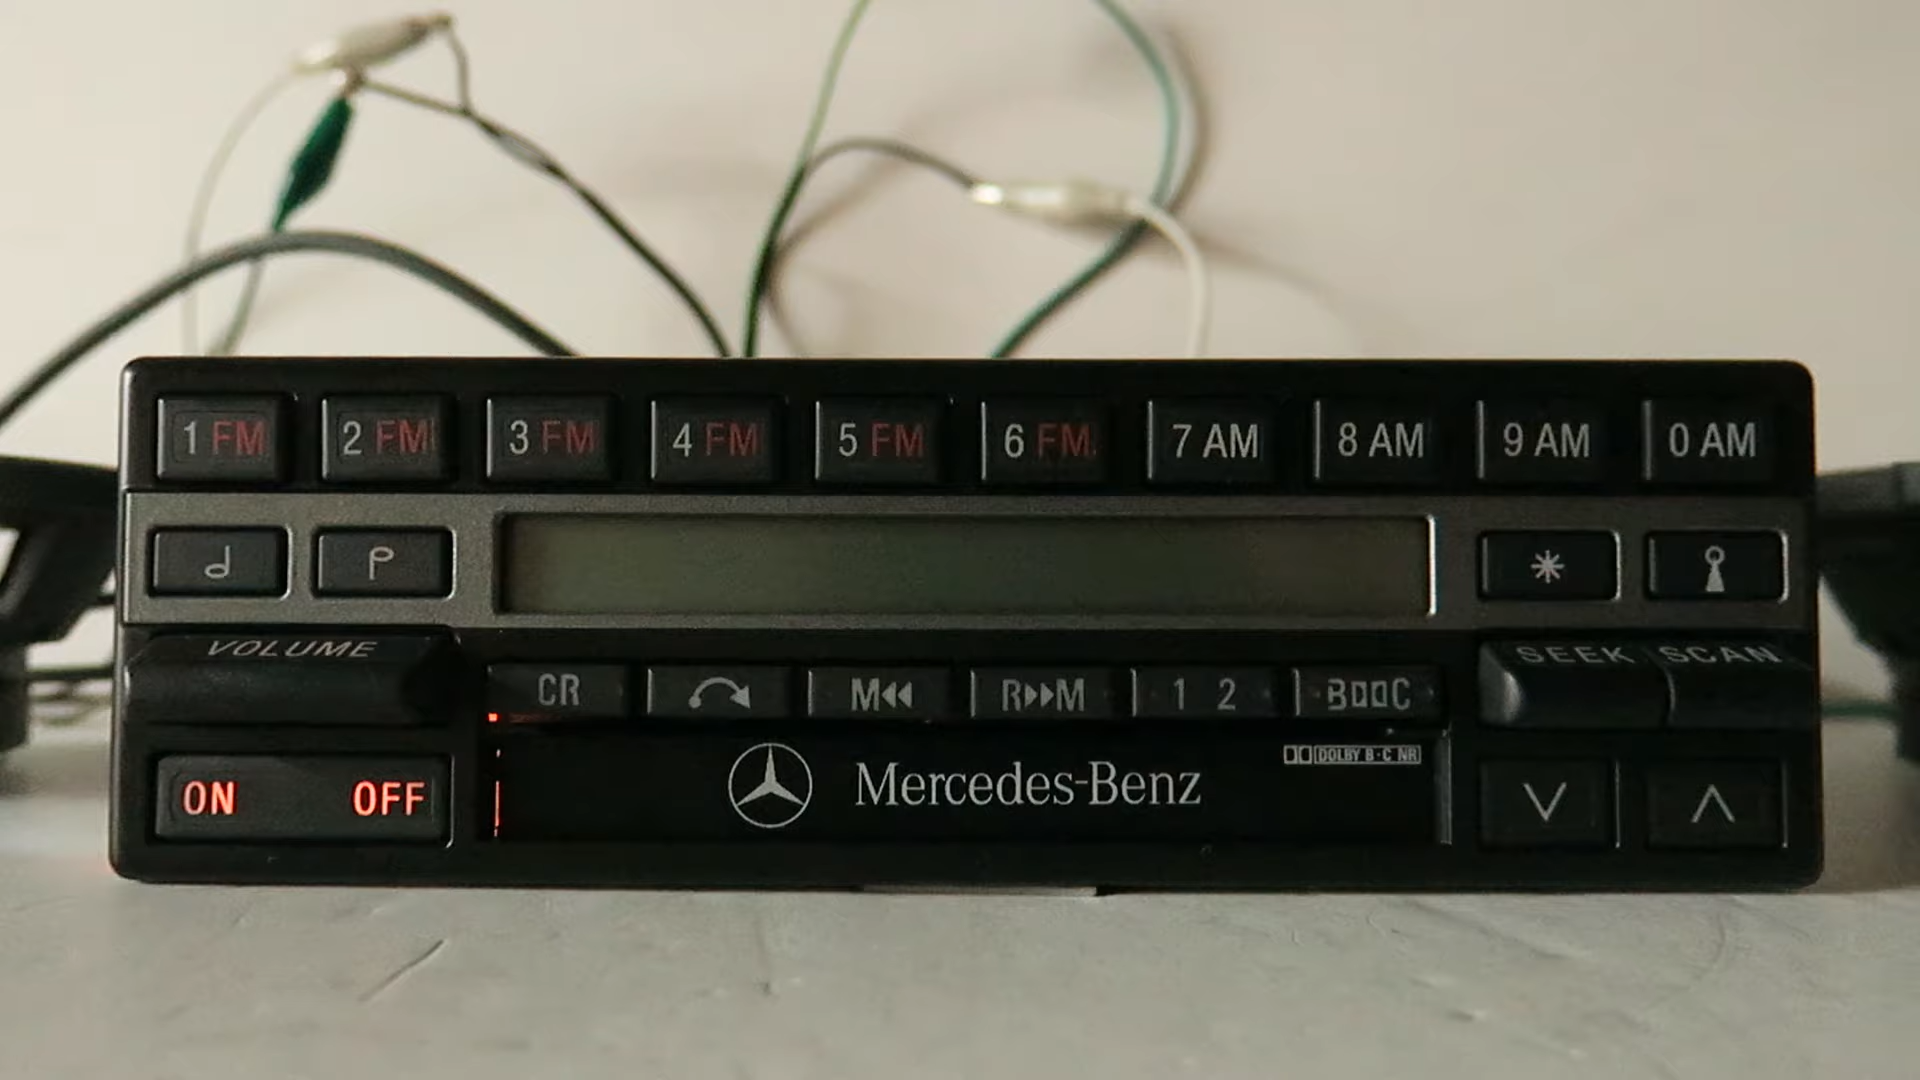 1 FM 2 FM 3 FM 4 FM 5 FM 6 FM 7 AM 8 AM 9 AM 0 AM
VOLUME SEEK SCAN
CR M R M 1 2 B C
DOLBY B·C NR
Mercedes-Benz
ON OFF